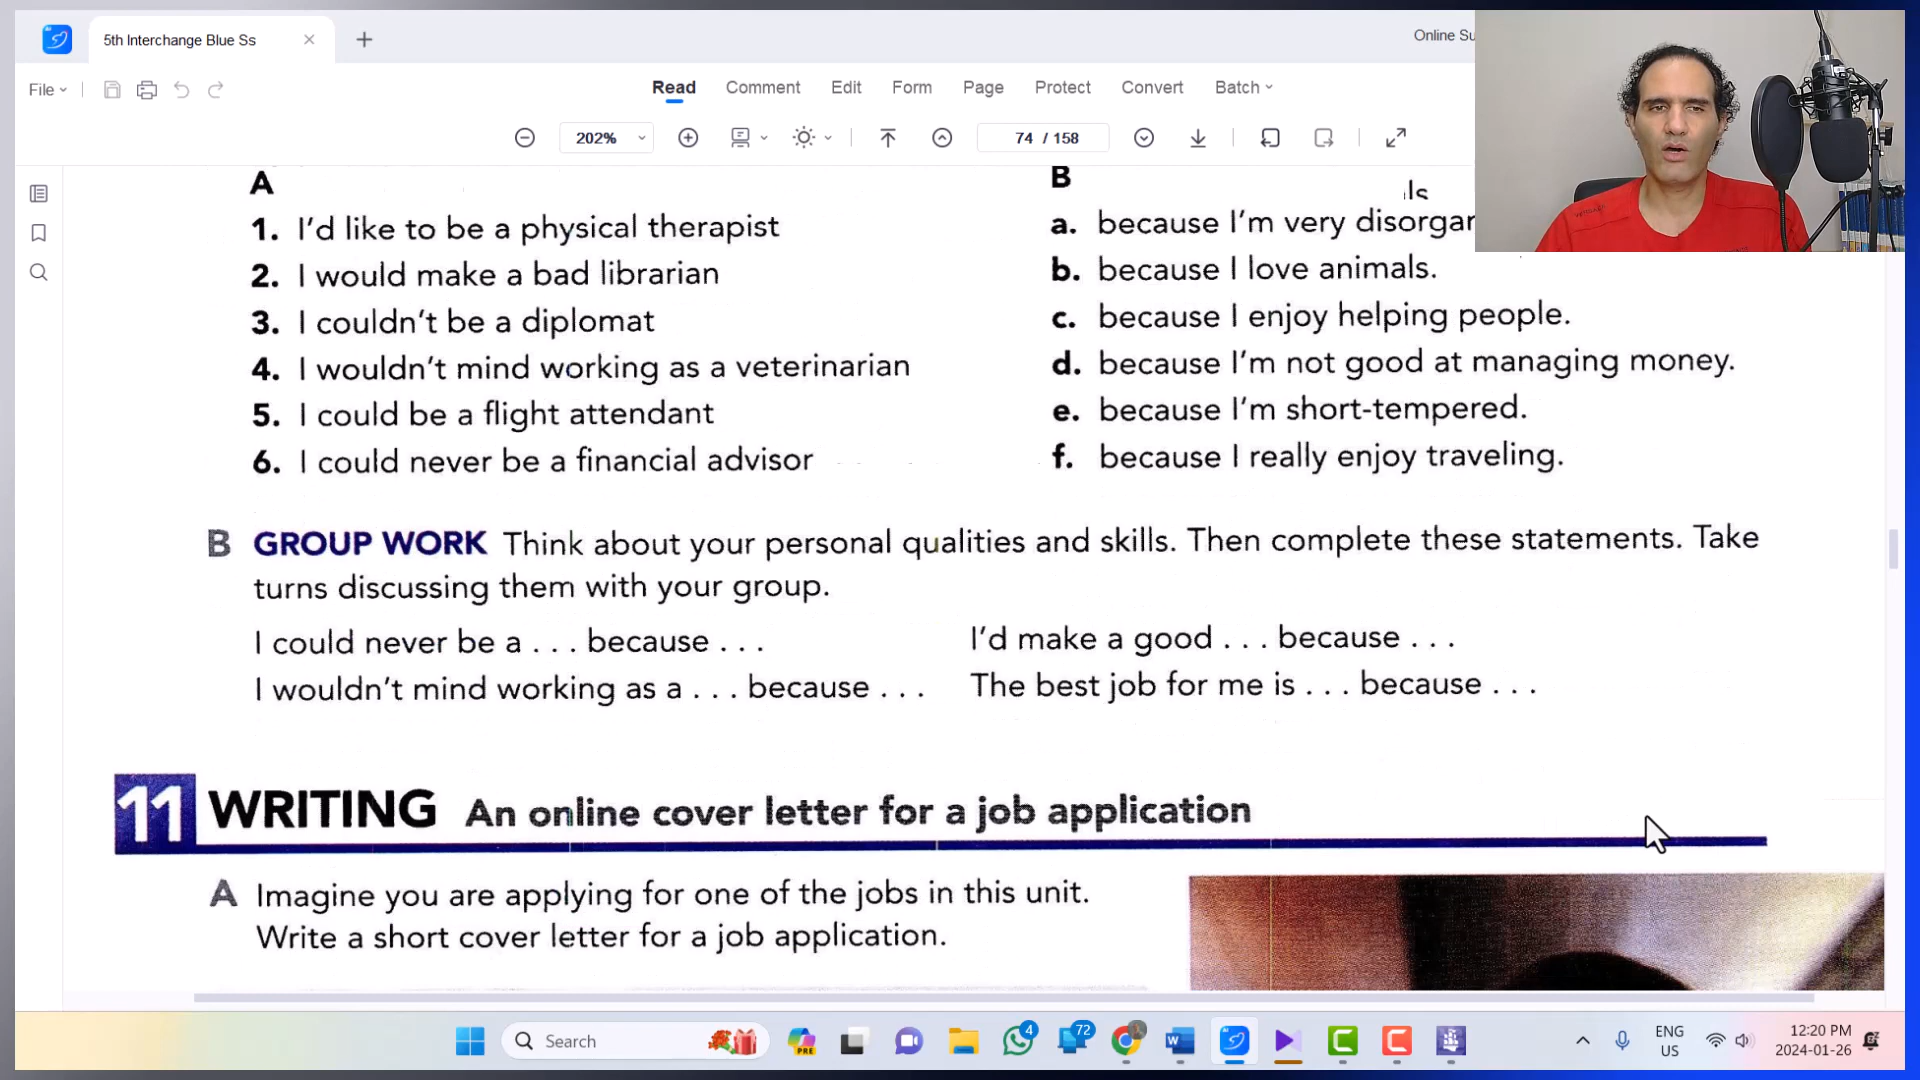 5th Interchange Blue Ss
Online Su
File
Read Comment Edit Form Page Protect Convert Batch
202%
74 / 158
A
1. I'd like to be a physical therapist
2. I would make a bad librarian
3. I couldn't be a diplomat
4. I wouldn't mind working as a veterinarian
5. I could be a flight attendant
6. I could never be a financial advisor
B
a. because I'm very disorgan
b. because I love animals.
c. because I enjoy helping people.
d. because I'm not good at managing money.
e. because I'm short-tempered.
f. because I really enjoy traveling.
B GROUP WORK Think about your personal qualities and skills. Then complete these statements. Take
turns discussing them with your group.
I could never be a . . . because . . .
I wouldn't mind working as a . . . because . . .
I'd make a good . . . because . . .
The best job for me is . . . because . . .
11 WRITING An online cover letter for a job application
A Imagine you are applying for one of the jobs in this unit.
Write a short cover letter for a job application.
Search
PRE
4
72
ENG
US
12:20 PM
2024-01-26